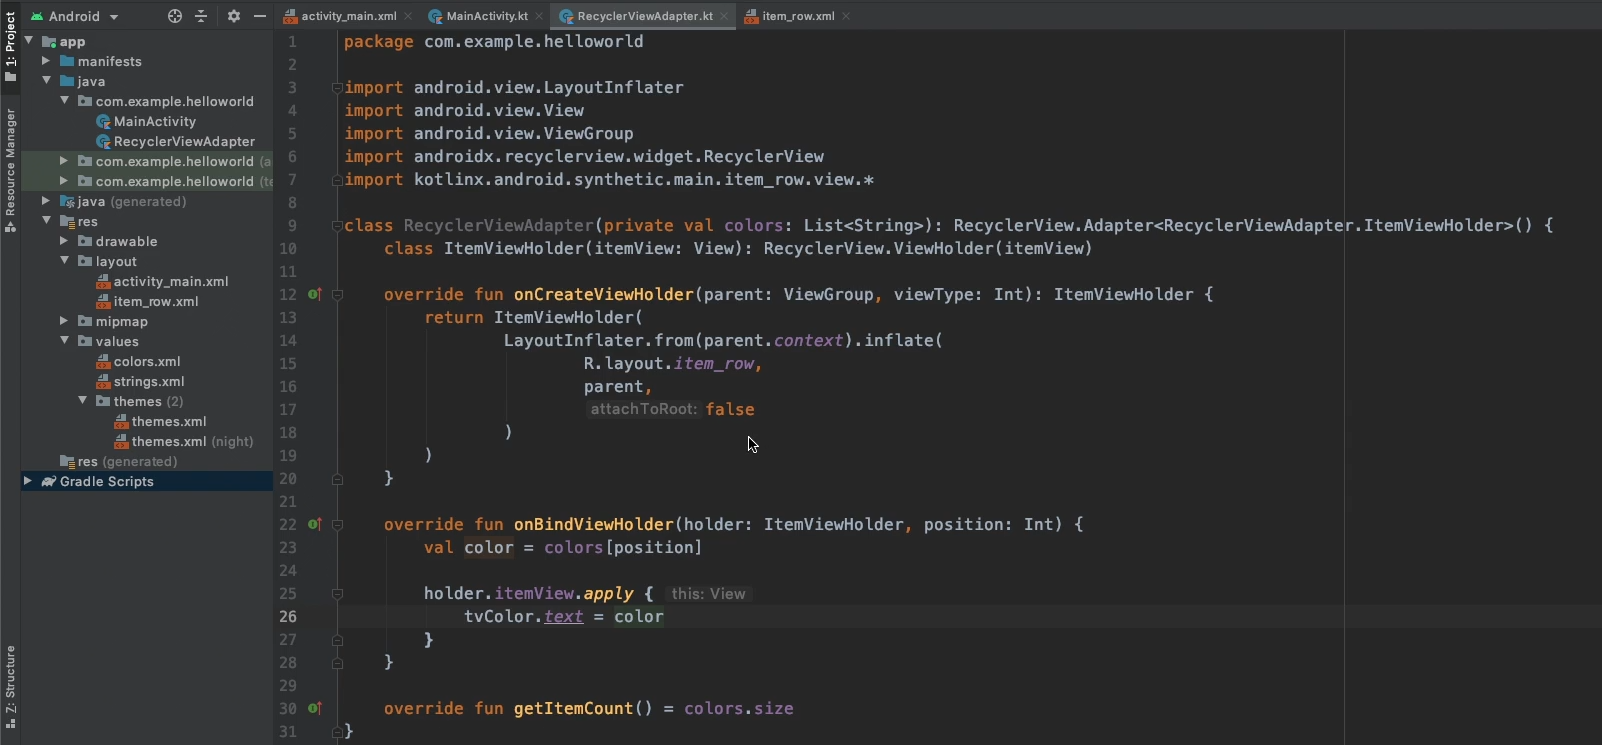 Android
activity_main.xml
MainActivity.kt
RecyclerViewAdapter.kt
item_row.xml
1: Project
Resource Manager
Z: Structure
app
manifests
java
com.example.helloworld
MainActivity
RecyclerViewAdapter
com.example.helloworld (a
com.example.helloworld (te
java (generated)
res
drawable
layout
activity_main.xml
item_row.xml
mipmap
values
colors.xml
strings.xml
themes (2)
themes.xml
themes.xml (night)
res (generated)
Gradle Scripts
1 package com.example.helloworld
2
3 import android.view.LayoutInflater
4 import android.view.View
5 import android.view.ViewGroup
6 import androidx.recyclerview.widget.RecyclerView
7 import kotlinx.android.synthetic.main.item_row.view.*
8
9 class RecyclerViewAdapter(private val colors: List<String>): RecyclerView.Adapter<RecyclerViewAdapter.ItemViewHolder>() {
10 class ItemViewHolder(itemView: View): RecyclerView.ViewHolder(itemView)
11
12 override fun onCreateViewHolder(parent: ViewGroup, viewType: Int): ItemViewHolder {
13 return ItemViewHolder(
14 LayoutInflater.from(parent.context).inflate(
15 R.layout.item_row,
16 parent,
17 attachToRoot: false
18 )
19 )
20 }
21
22 override fun onBindViewHolder(holder: ItemViewHolder, position: Int) {
23 val color = colors[position]
24
25 holder.itemView.apply { this: View
26 tvColor.text = color
27 }
28 }
29
30 override fun getItemCount() = colors.size
31 }